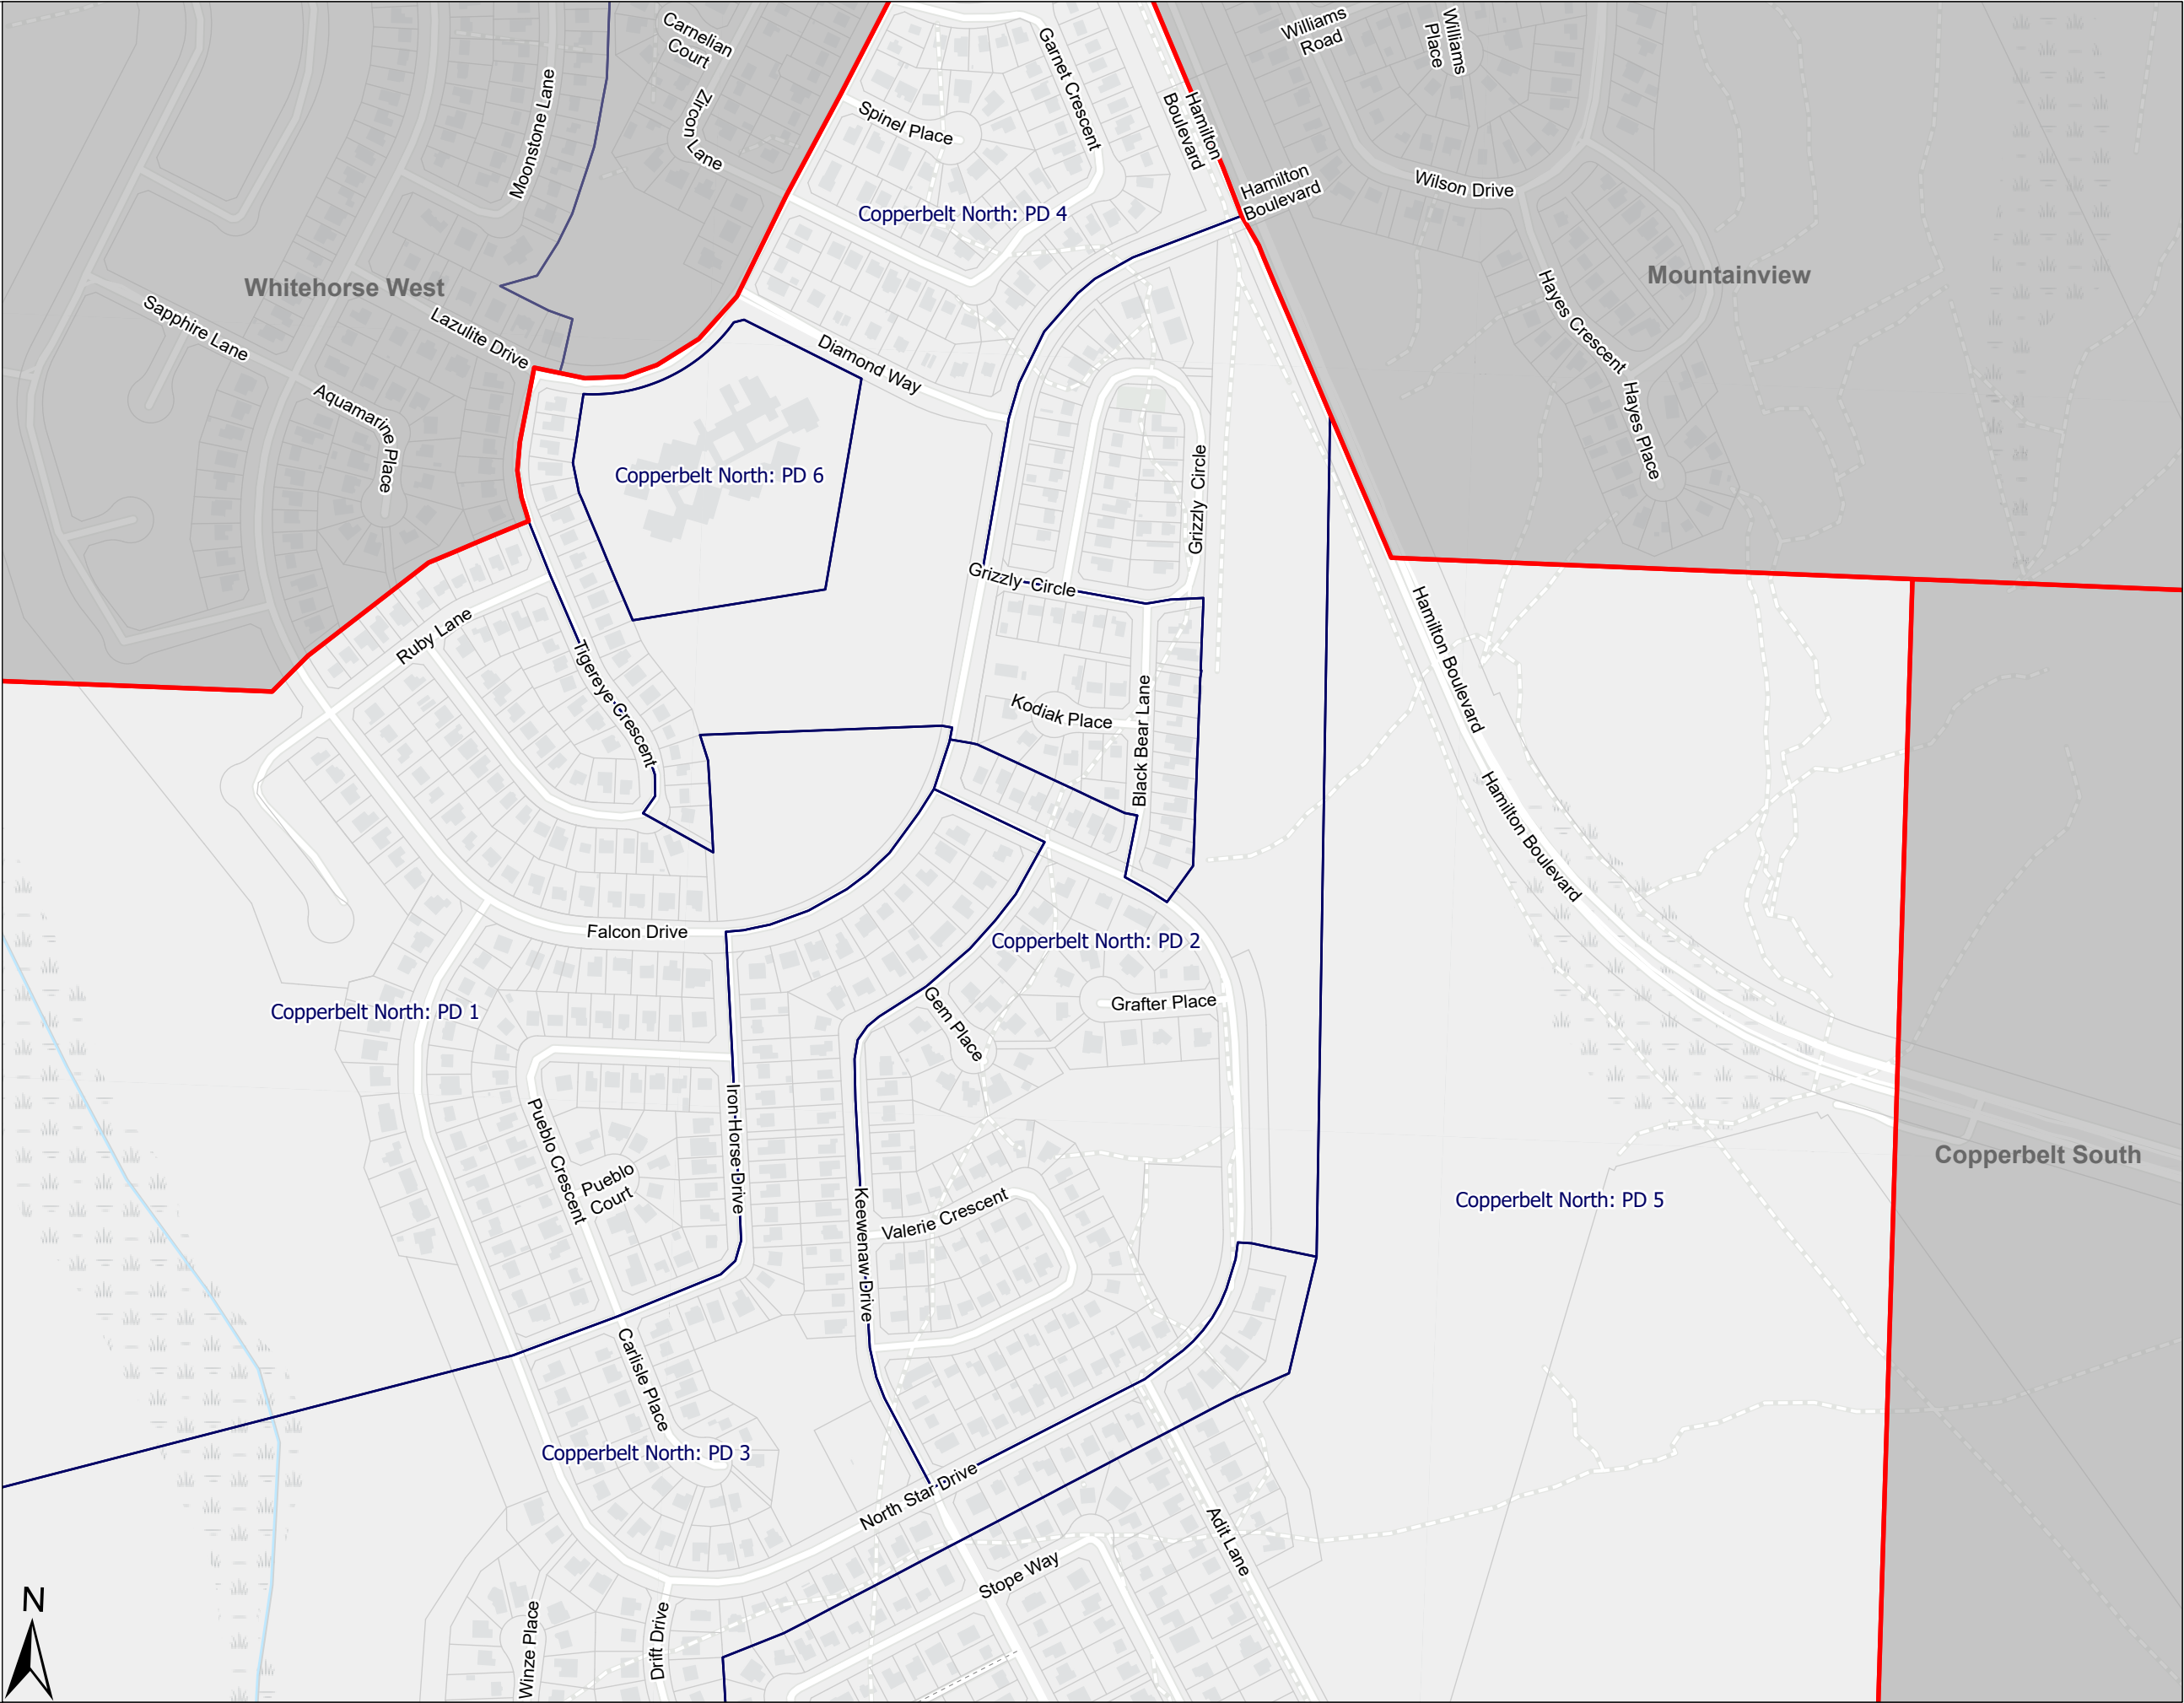 Carnelian
Court
Zircon
Lane
Moonstone Lane
Garnet Crescent
Spinel Place
Hamilton
Boulevard
Williams
Road
Williams
Place
Hamilton
Boulevard
Wilson Drive
Copperbelt North: PD 4
Whitehorse West
Mountainview
Sapphire Lane
Lazulite Drive
Diamond Way
Hayes Crescent
Hayes Place
Aquamarine
Place
Copperbelt North: PD 6
Grizzly Circle
Grizzly Circle
Ruby Lane
Tigereye Crescent
Kodiak Place
Black Bear Lane
Hamilton Boulevard
Hamilton Boulevard
Falcon Drive
Copperbelt North: PD 2
Copperbelt North: PD 1
Gem Place
Grafter Place
Pueblo Crescent
Pueblo
Court
Iron Horse Drive
Keewenaw Drive
Valerie Crescent
Copperbelt South
Copperbelt North: PD 5
Carlisle Place
Copperbelt North: PD 3
North Star Drive
Adit Lane
Stope Way
Winze Place
Drift Drive
N